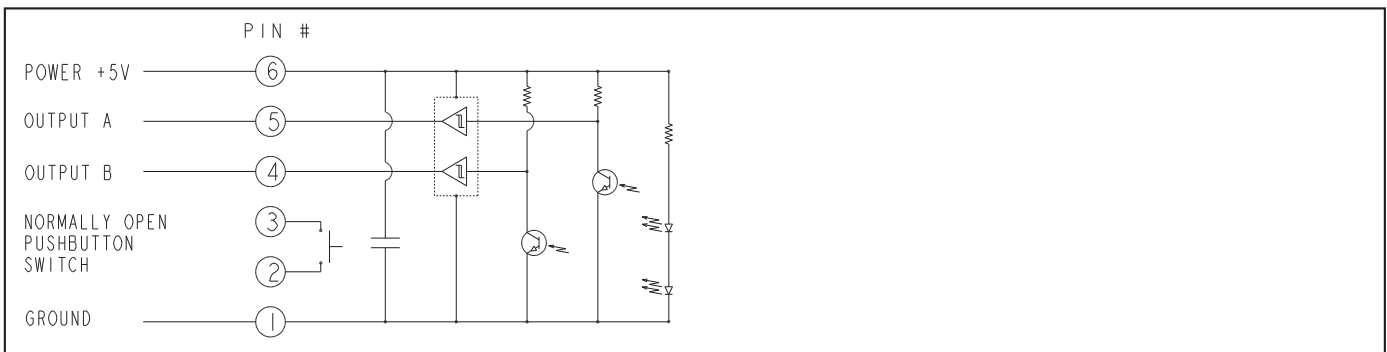 PIN #
POWER +5V 6
OUTPUT A 5
OUTPUT B 4
NORMALLY OPEN 3
PUSHBUTTON
SWITCH 2
GROUND 1